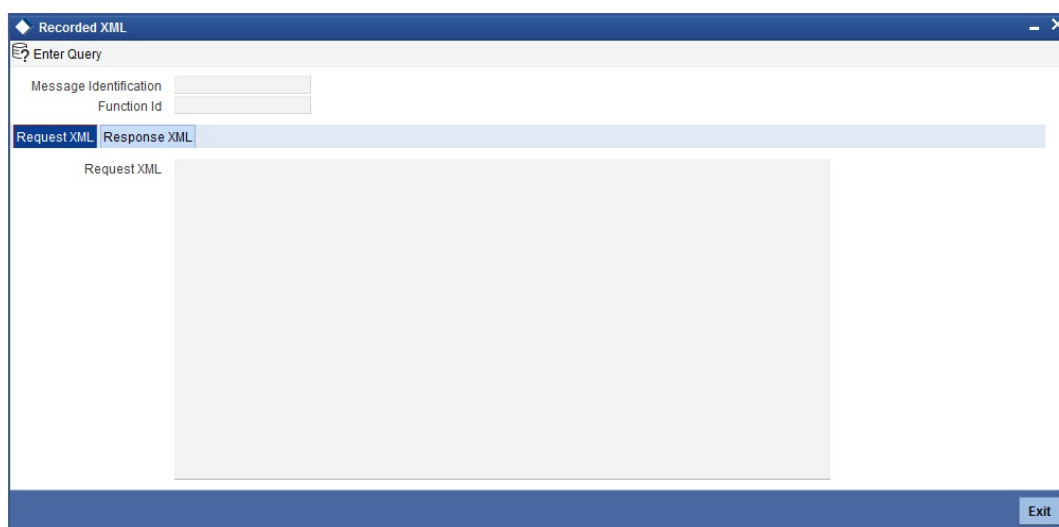 Recorded XML
Enter Query
Message Identification
Function Id
Request XML Response XML
Request XML
Exit